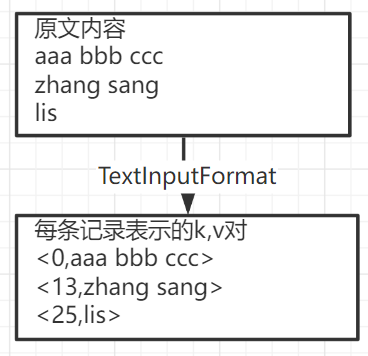 原文内容
aaa bbb ccc
zhang sang
lis
TextInputFormat
每条记录表示的k,v对
<0,aaa bbb ccc>
<13,zhang sang>
<25,lis>